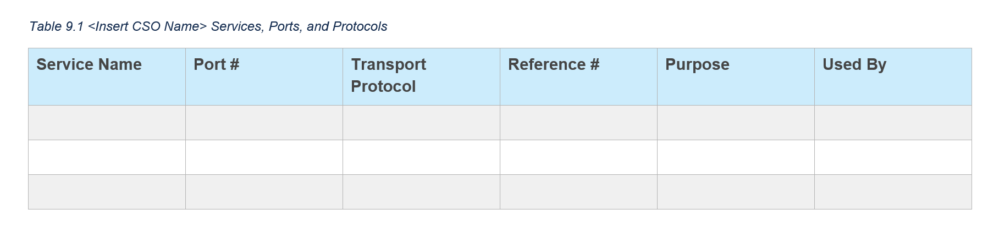 Table 9.1 <Insert CSO Name> Services, Ports, and Protocols
Service Name
Port #
Transport
Protocol
Reference #
Purpose
Used By